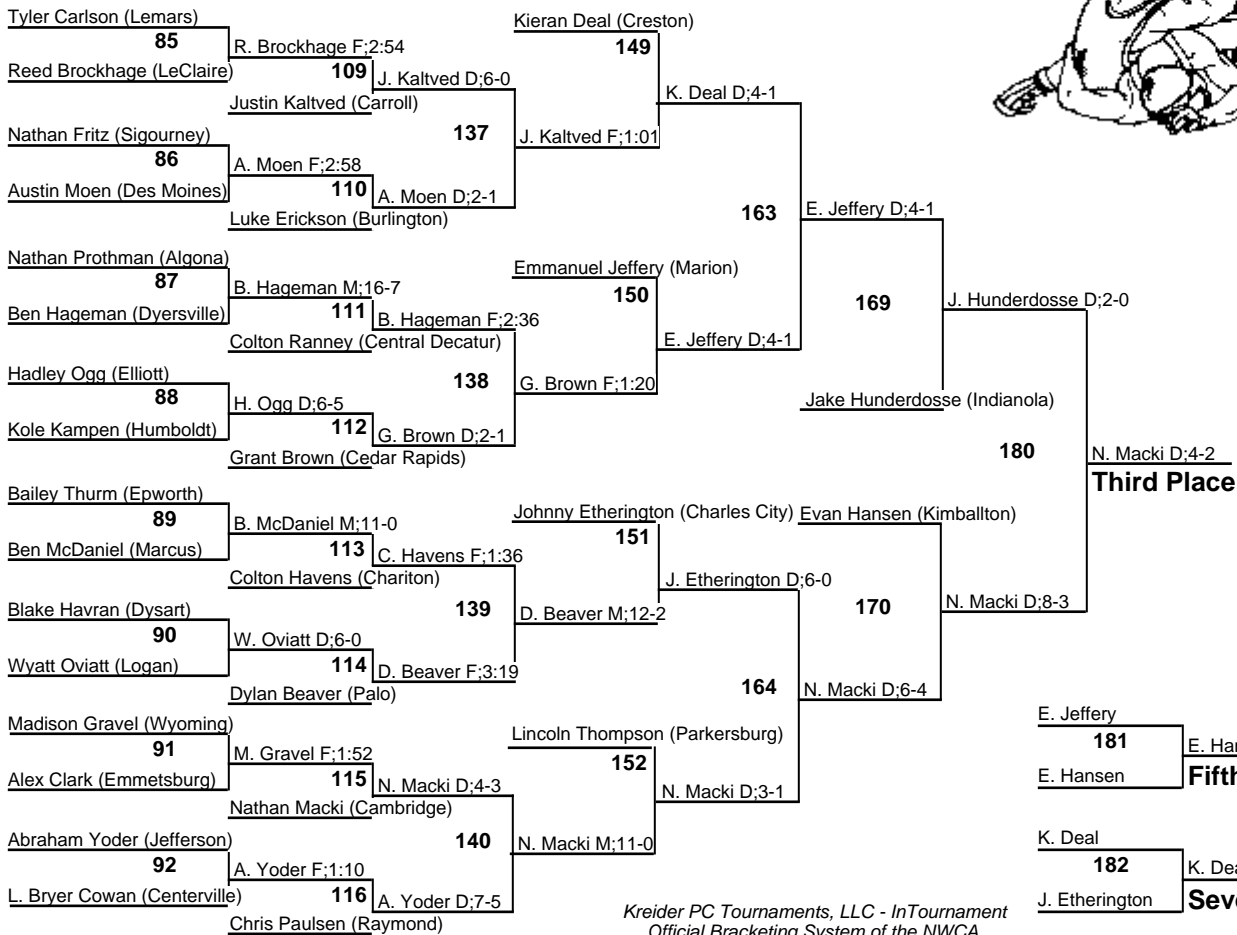 Tyler Carlson (Lemars)
85
Reed Brockhage (LeClaire)
R. Brockhage F;2:54
109
Justin Kaltved (Carroll)
J. Kaltved D;6-0
Nathan Fritz (Sigourney)
86
Austin Moen (Des Moines)
A. Moen F;2:58
110
Luke Erickson (Burlington)
A. Moen D;2-1
137
J. Kaltved F;1:01
Kieran Deal (Creston)
149
K. Deal D;4-1
Nathan Prothman (Algona)
87
Ben Hageman (Dyersville)
B. Hageman M;16-7
111
Colton Ranney (Central Decatur)
B. Hageman F;2:36
Hadley Ogg (Elliott)
88
Kole Kampen (Humboldt)
H. Ogg D;6-5
112
Grant Brown (Cedar Rapids)
G. Brown D;2-1
138
G. Brown F;1:20
Emmanuel Jeffery (Marion)
150
E. Jeffery D;4-1
163
E. Jeffery D;4-1
169
Jake Hunderdosse (Indianola)
J. Hunderdosse D;2-0
Bailey Thurm (Epworth)
89
Ben McDaniel (Marcus)
B. McDaniel M;11-0
113
Colton Havens (Chariton)
C. Havens F;1:36
Blake Havran (Dysart)
90
Wyatt Oviatt (Logan)
W. Oviatt D;6-0
114
Dylan Beaver (Palo)
D. Beaver F;3:19
139
D. Beaver M;12-2
Johnny Etherington (Charles City)
151
J. Etherington D;6-0
Madison Gravel (Wyoming)
91
Alex Clark (Emmetsburg)
M. Gravel F;1:52
115
Nathan Macki (Cambridge)
N. Macki D;4-3
Abraham Yoder (Jefferson)
92
L. Bryer Cowan (Centerville)
A. Yoder F;1:10
116
Chris Paulsen (Raymond)
A. Yoder D;7-5
140
N. Macki M;11-0
Lincoln Thompson (Parkersburg)
152
N. Macki D;3-1
164
N. Macki D;6-4
Evan Hansen (Kimballton)
170
N. Macki D;8-3
180
N. Macki D;4-2
Third Place
E. Jeffery
181
E. Hansen
K. Deal
182
J. Etherington
Kreider PC Tournaments, LLC - InTournament
Official Bracketing System of the NWCA